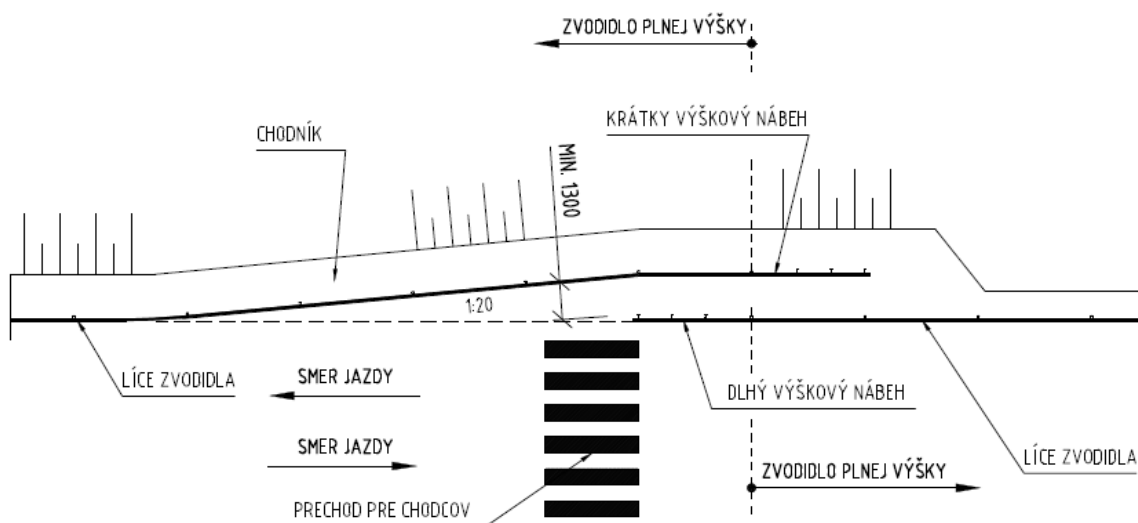 ZVODIDLO PLNEJ VÝŠKY
KRÁTKY VÝŠKOVÝ NÁBEH
CHODNÍK
MIN. 1300
1:20
LÍCE ZVODIDLA
SMER JAZDY
DLHÝ VÝŠKOVÝ NÁBEH
SMER JAZDY
LÍCE ZVODIDLA
ZVODIDLO PLNEJ VÝŠKY
PRECHOD PRE CHODCOV